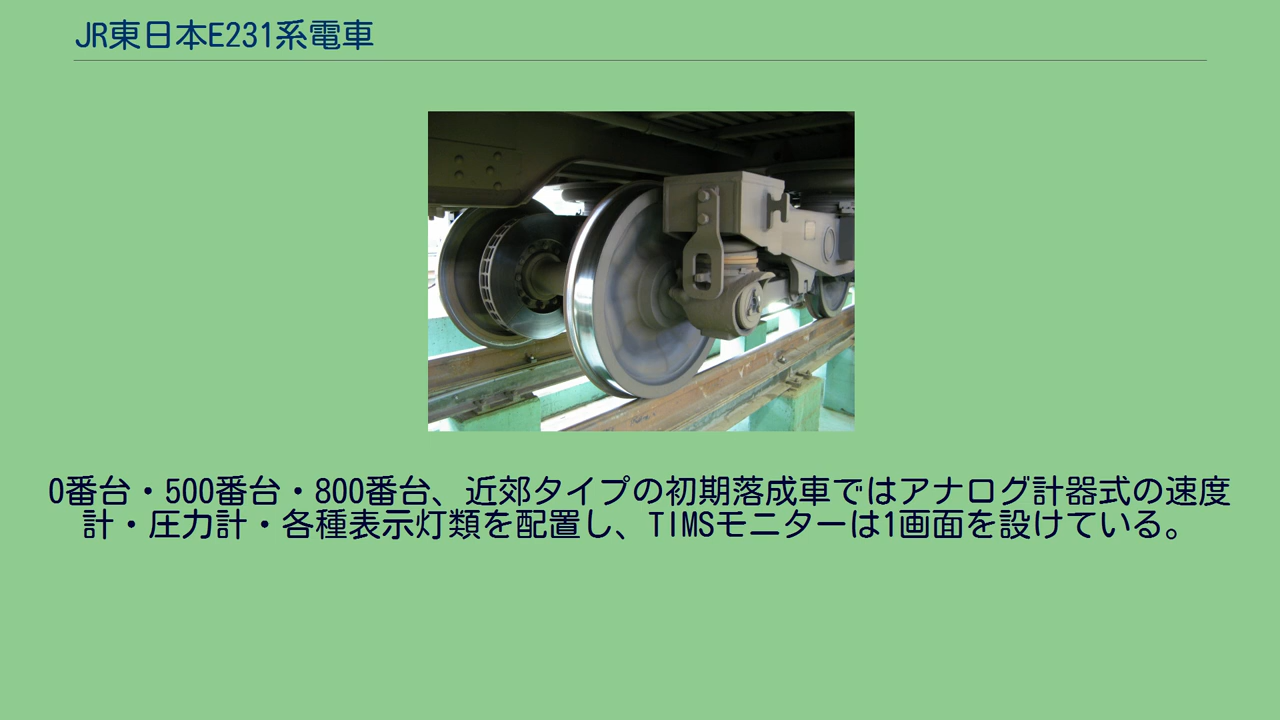 JR東日本E231系電車
0番台・500番台・800番台、近郊タイプの初期落成車ではアナログ計器式の速度
計・圧力計・各種表示灯類を配置し、TIMSモニターは1画面を設けている。